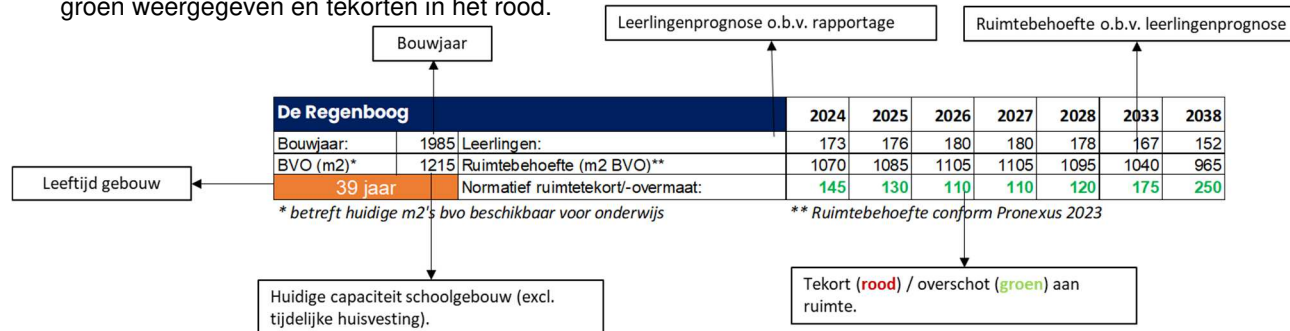 groen weergegeven en tekorten in het rood.
Leerlingenprognose o.b.v. rapportage
Ruimtebehoefte o.b.v. leerlingenprognose
Bouwjaar
De Regenboog 2024 2025 2026 2027 2028 2033 2038
Bouwjaar: 1985 Leerlingen: 173 176 180 180 178 167 152
BVO (m2)* 1215 Ruimtebehoefte (m2 BVO)** 1070 1085 1105 1105 1095 1040 965
Leeftijd gebouw
39 jaar Normatief ruimtetekort/-overmaat: 145 130 110 110 120 175 250
* betreft huidige m2's bvo beschikbaar voor onderwijs ** Ruimtebehoefte conform Pronexus 2023
Huidige capaciteit schoolgebouw (excl.
tijdelijke huisvesting).
Tekort (rood) / overschot (groen) aan
ruimte.